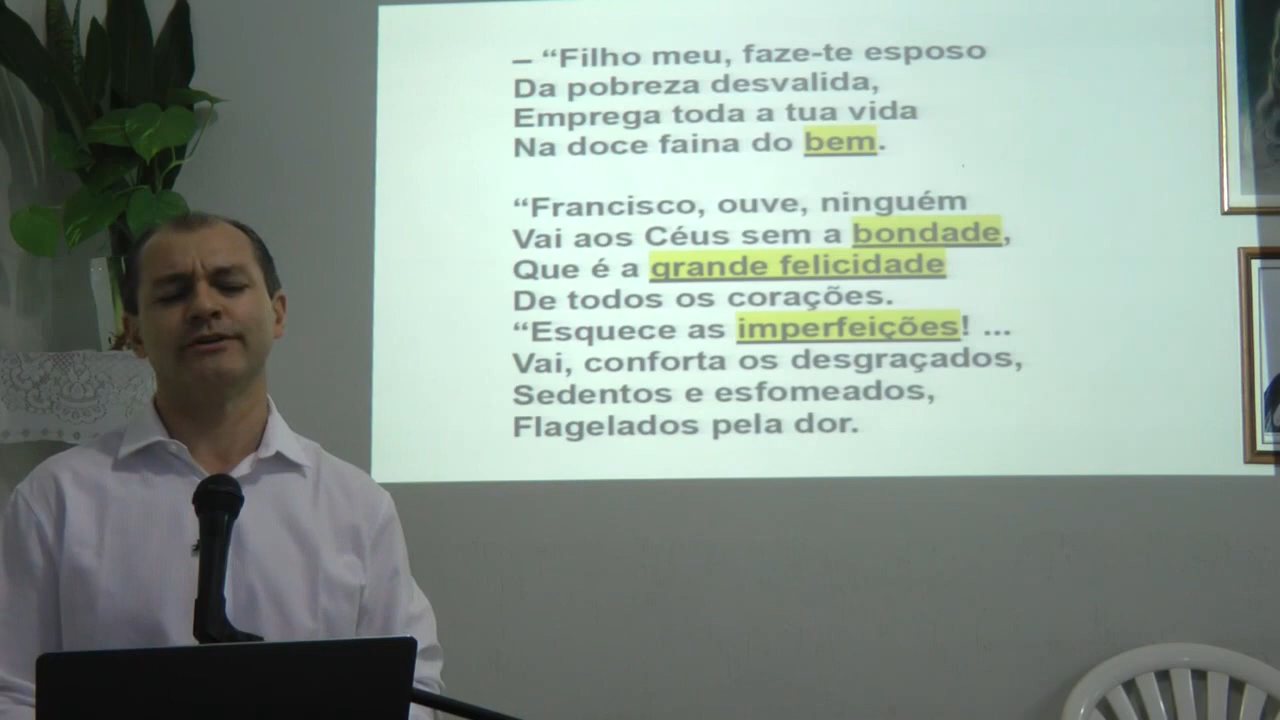 – “Filho meu, faze-te esposo
Da pobreza desvalida,
Emprega toda a tua vida
Na doce faina do bem.
“Francisco, ouve, ninguém
Vai aos Céus sem a bondade,
Que é a grande felicidade
De todos os corações.
“Esquece as imperfeições! ...
Vai, conforta os desgraçados,
Sedentos e esfomeados,
Flagelados pela dor.